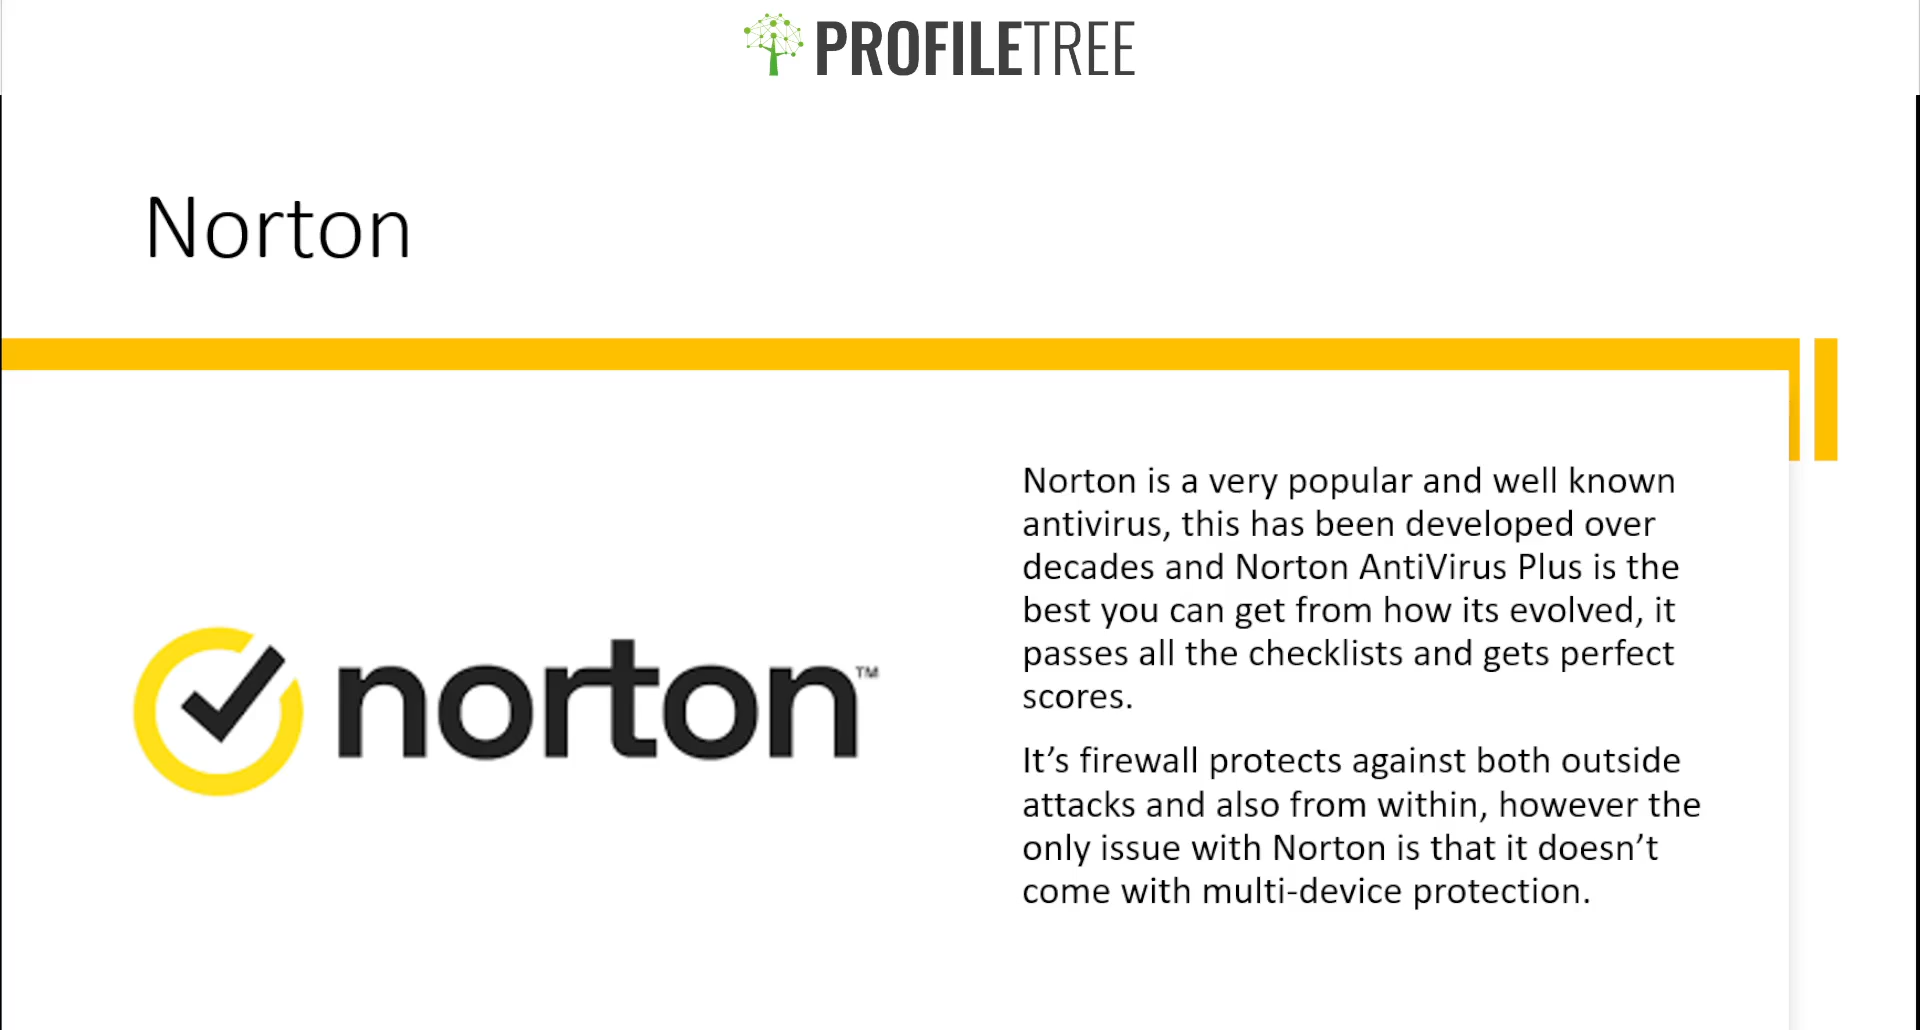 PROFILETREE
Norton
norton™
Norton is a very popular and well known
antivirus, this has been developed over
decades and Norton AntiVirus Plus is the
best you can get from how its evolved, it
passes all the checklists and gets perfect
scores.
It’s firewall protects against both outside
attacks and also from within, however the
only issue with Norton is that it doesn’t
come with multi-device protection.